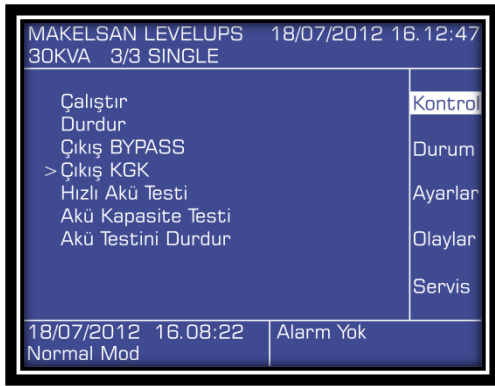 MAKELSAN LEVELUPS 18/07/2012 16.12:47
30KVA 3/3 SINGLE
Çalıştır
Durdur
Çıkış BYPASS
>Çıkış KGK
Hızlı Akü Testi
Akü Kapasite Testi
Akü Testini Durdur
Kontrol
Durum
Ayarlar
Olaylar
Servis
18/07/2012 16.08:22 Alarm Yok
Normal Mod